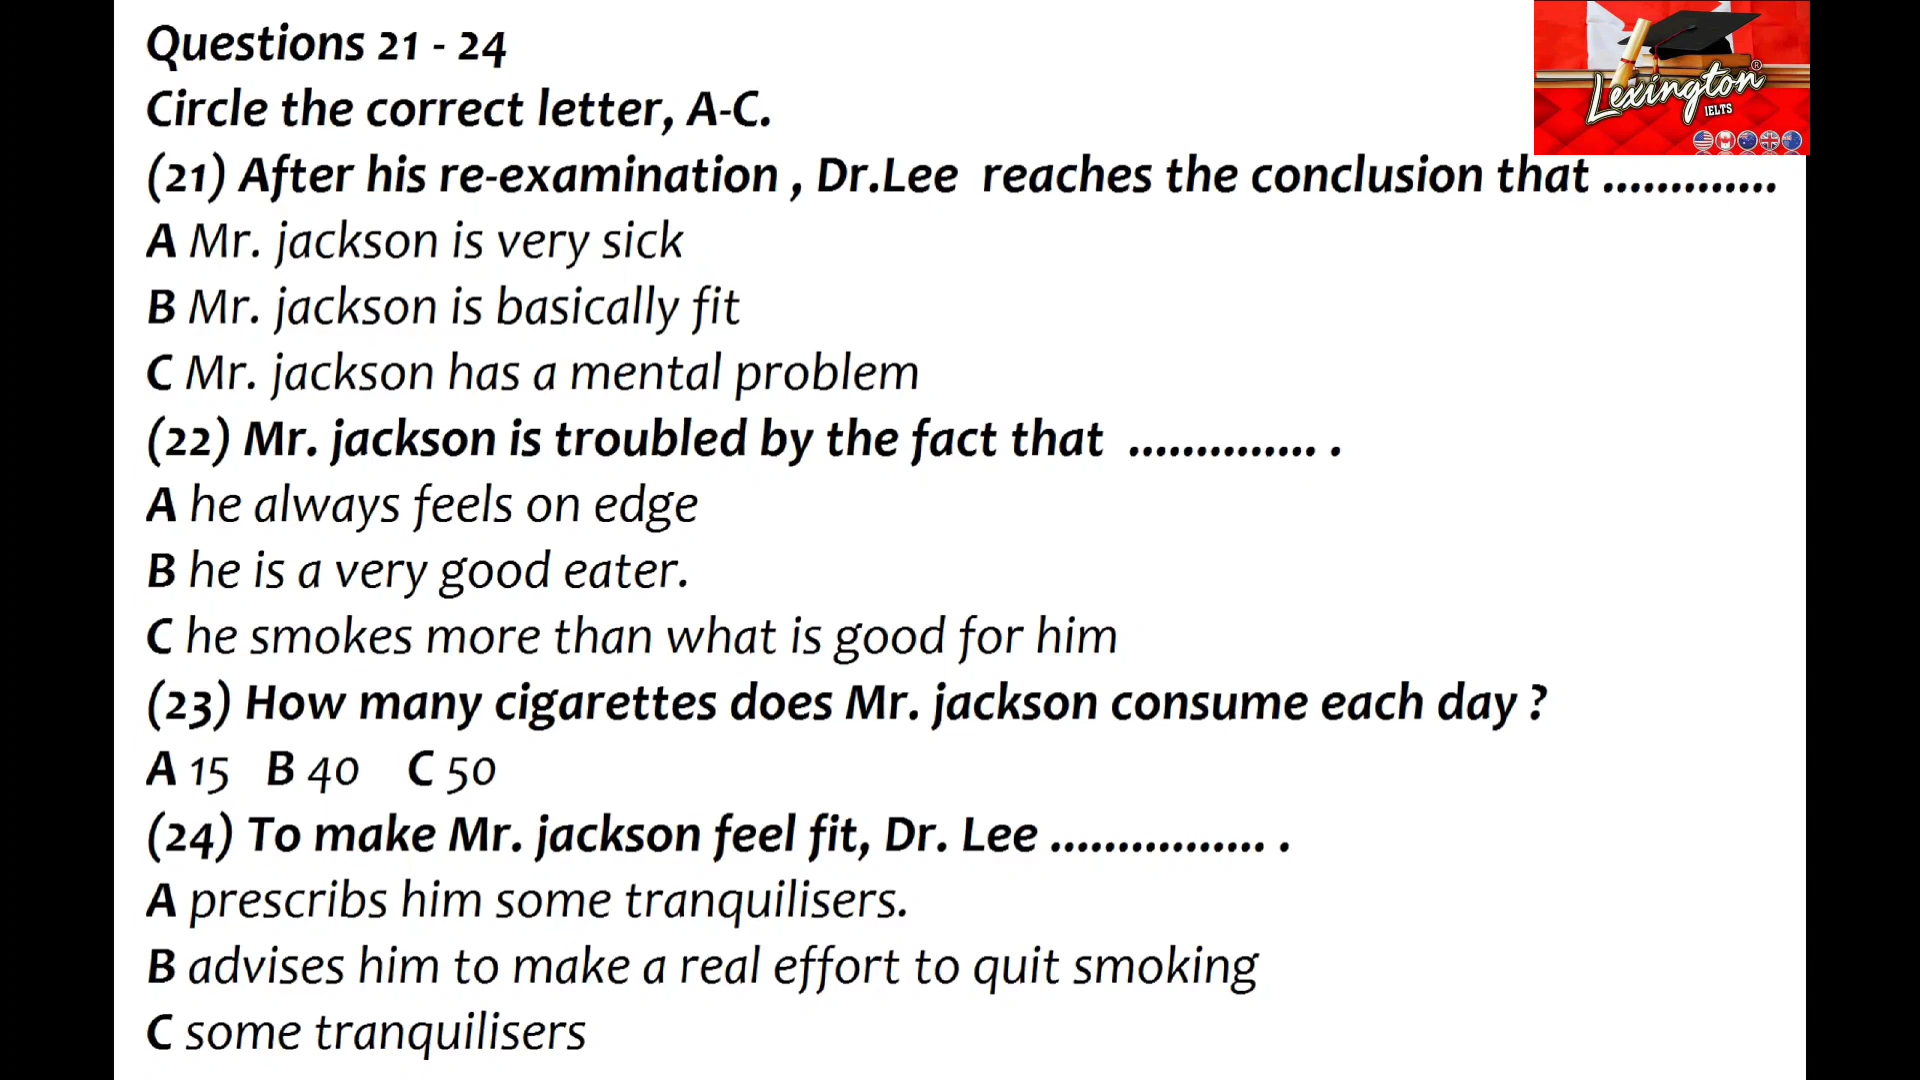 Questions 21 - 24
Circle the correct letter, A-C.
(21) After his re-examination , Dr.Lee  reaches the conclusion that .............
A Mr. jackson is very sick
B Mr. jackson is basically fit
C Mr. jackson has a mental problem
(22) Mr. jackson is troubled by the fact that  .............. .
A he always feels on edge
B he is a very good eater.
C he smokes more than what is good for him
(23) How many cigarettes does Mr. jackson consume each day ?
A 15   B 40    C 50
(24) To make Mr. jackson feel fit, Dr. Lee ................ .
A prescribs him some tranquilisers.
B advises him to make a real effort to quit smoking
C some tranquilisers
Lexington®
IELTS